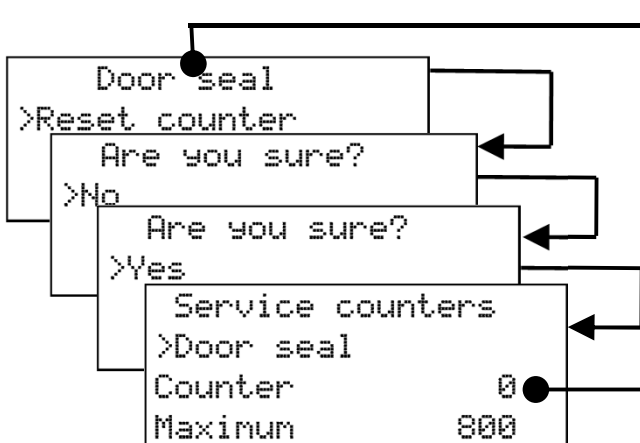 Door seal
>Reset counter
Are you sure?
>No
Are you sure?
>Yes
Service counters
>Door seal
Counter 0
Maximum 800